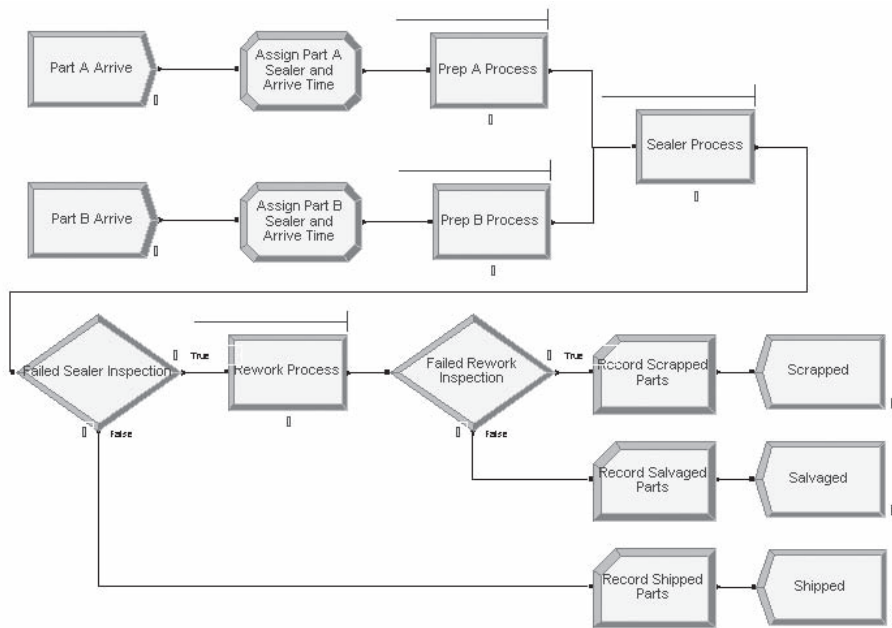 Part A Arrive
Assign Part A
Sealer and
Arrive Time
Prep A Process
Sealer Process
Part B Arrive
Assign Part B
Sealer and
Arrive Time
Prep B Process
Failed Sealer Inspection
True
False
Rework Process
Failed Rework
Inspection
True
False
Record Scrapped
Parts
Scrapped
Record Salvaged
Parts
Salvaged
Record Shipped
Parts
Shipped